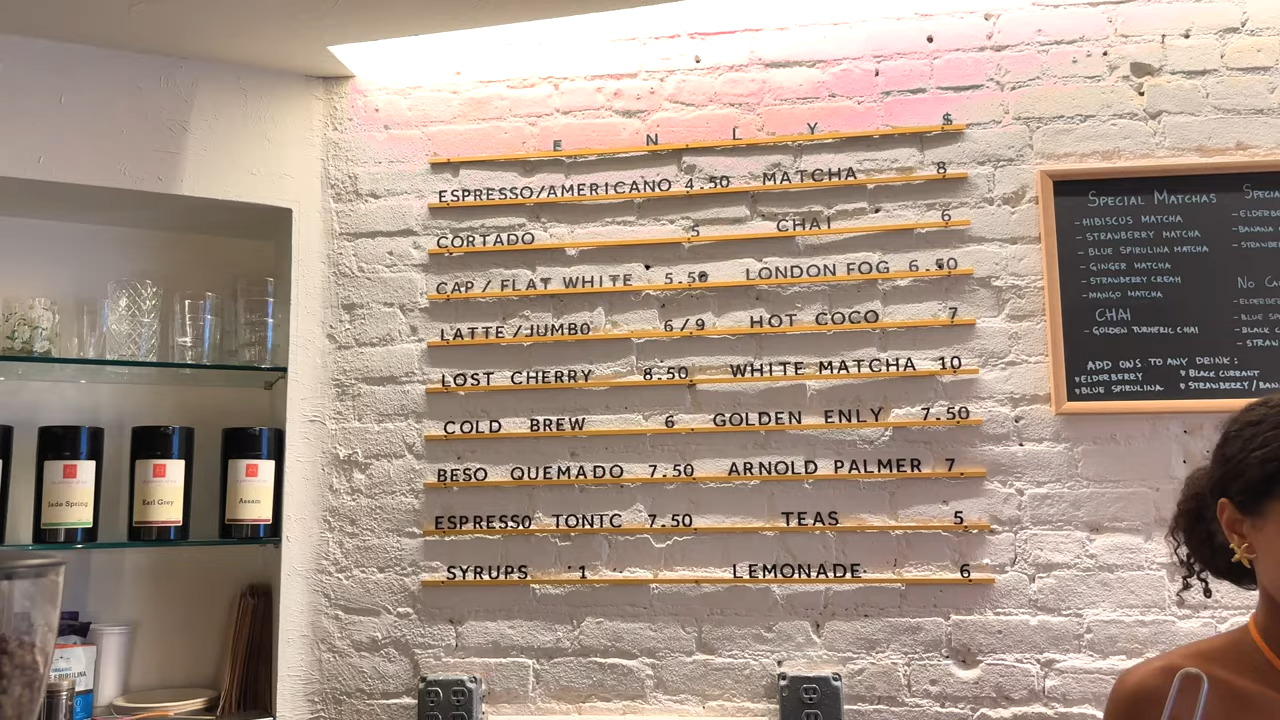 E N L Y $
ESPRESSO/AMERICANO 4.50 MATCHA 8
CORTADO 5 CHAI 6
CAP / FLAT WHITE 5.50 LONDON FOG 6.50
LATTE/JUMBO 6/9 HOT COCO 7
LOST CHERRY 8.50 WHITE MATCHA 10
COLD BREW 6 GOLDEN ENLY 7.50
BESO QUEMADO 7.50 ARNOLD PALMER 7
ESPRESSO TONTC 7.50 TEAS 5
SYRUPS 1 LEMONADE 6
SPECIAL MATCHAS
- HIBISCUS MATCHA
- STRAWBERRY MATCHA
- BLUE SPIRULINA MATCHA
- GINGER MATCHA
- STRAWBERRY CREAM
- MANGO MATCHA
CHAI
- GOLDEN TURMERIC CHAI
- BANANA
ADD ONS TO ANY DRINK:
ELDERBERRY BLACK CURRANT
BLUE SPIRULINA STRAWBERRY/
Jade Spring
Earl Grey
Assam
ORGANIC